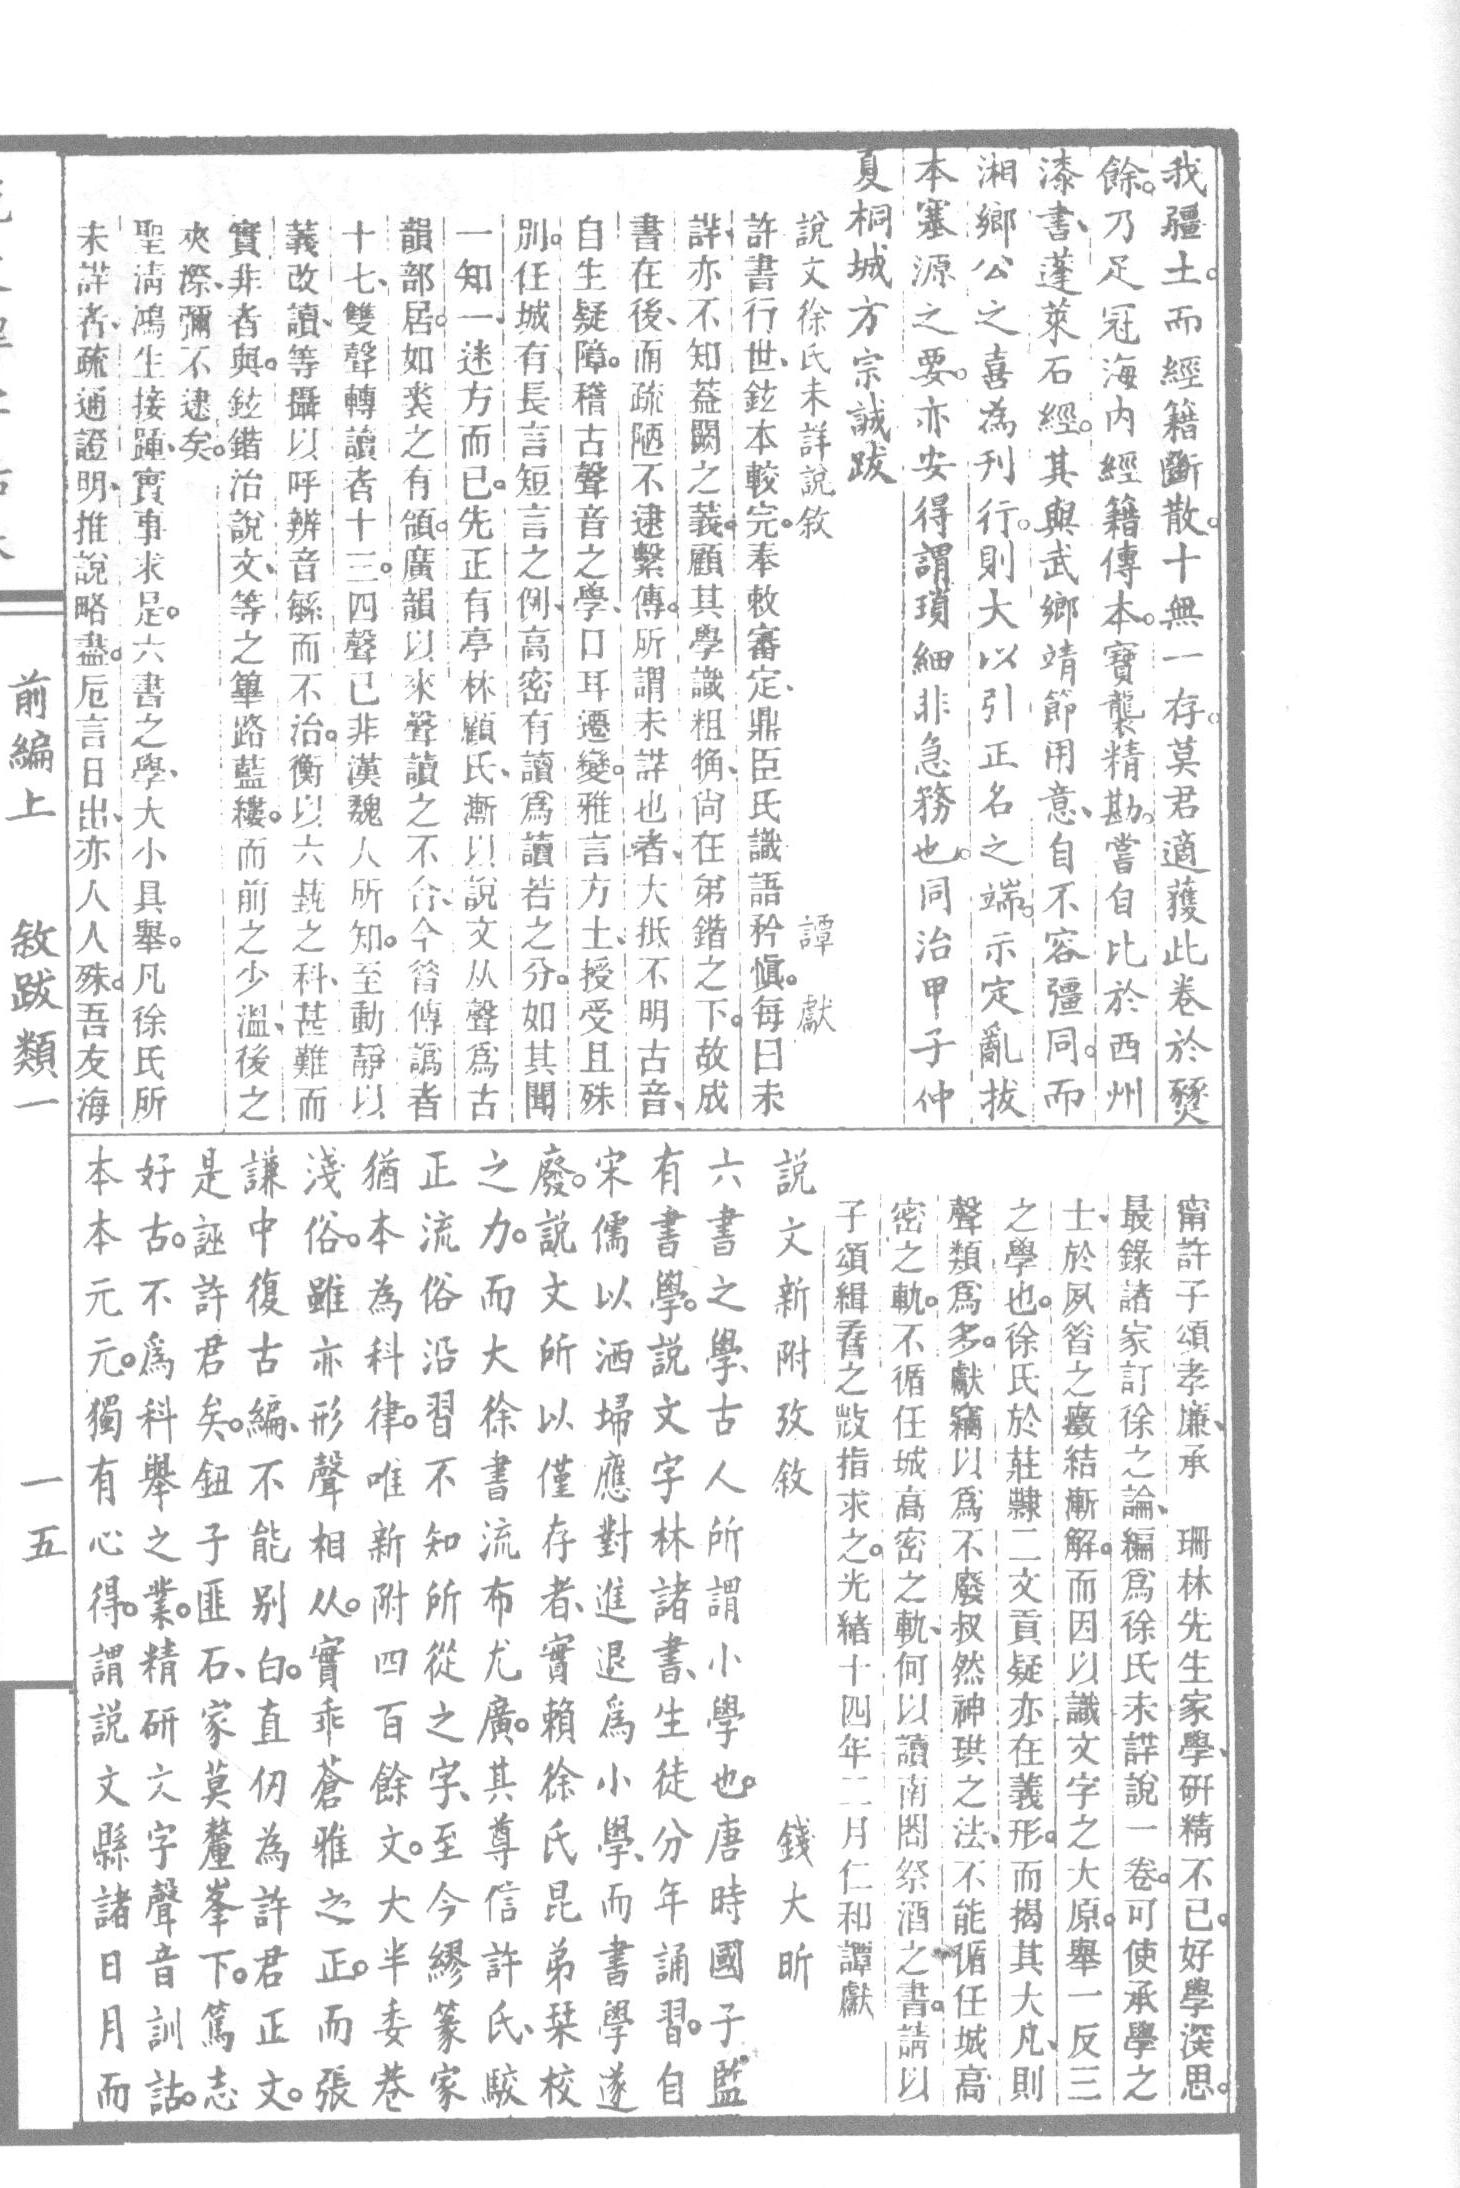 我疆土。而經籍斷散。十無一存。莫君適獲此卷於燹
餘。乃足冠海內經籍傳本。寶襲精勘。嘗自比於西州
漆書、蓬萊石經。其與武鄉靖節用意、自不容彊同。而
湘鄉公之喜為刋行。則大以引正名之端。示定亂拔
本塞源之要。亦安得謂瑣細非急務也。同治甲子仲
夏桐城方宗誠跋
說文徐氏未詳說敘 譚獻
許書行世、鉉本較完。奉敕審定、鼎臣氏識語矜愼。每曰未
詳、亦不知葢闕之義。顧其學識粗觕、尙在弟鍇之下。故成
書在後、而疏陋不逮繫傳。所謂未詳也者、大抵不明古音、
自生疑障。稽古聲音之學、口耳遷變。雅言方士、授受且殊
別。任城有長言短言之例、高密有讀爲讀若之分。如其聞
一知一、迷方而已。先正有亭林顧氏、漸以說文从聲爲古
韻部居。如裘之有領。廣韻以來聲讀之不合、今晉傳譌者
十七、雙聲轉讀者十三。四聲已非漢魏人所知。至動靜以
義改讀、等攝以呼辨音、緐而不治。衡以六蓺之科、甚難而
實非者與。鉉鍇治說文、等之篳路藍縷。而前之少溫、後之
夾漈、彌不逮矣。
聖淸鴻生接踵、實事求是。六書之學、大小具舉。凡徐氏所
未詳者、疏通證明、推說略盡。卮言日出、亦人人殊。吾友海
甯許子頌孝廉、承 珊林先生家學、硏精不已。好學深思。
最錄諸家訂徐之論、編爲徐氏未詳說一卷。可使承學之
士、於夙昔之癥結漸解。而因以識文字之大原。舉一反三
之學也。徐氏於莊隸二文貢疑亦在義形。而揭其大凡、則
聲類爲多。獻竊以爲不廢叔然神珙之法、不能循任城高
密之軌。不循任城高密之軌、何以讀南閣祭酒之書。請以
子頌緝香之㪚指求之。光緒十四年二月仁和譚獻
說文新附攷敘 錢大昕
六書之學、古人所謂小學也。唐時國子監
有書學。說文字林諸書、生徒分年誦習。自
宋儒以洒埽應對進退爲小學、而書學遂
廢。說文所以僅存者、實賴徐氏昆弟栞校
之力。而大徐書流布尤廣。其尊信許氏、駁
正流俗沿習不知所從之字、至今繆篆家
猶本為科律。唯新附四百餘文。大半委巷
淺俗。雖亦形聲相从。實乖蒼雅之正。而張
謙中復古編、不能别白。直仞為許君正文。
是誣許君矣。鈕子匪石、家莫釐峯下。篤志
好古。不爲科舉之業。精研文字聲音訓詁。
本本元元。獨有心得。謂說文縣諸日月而
前編上 敘跋類一 一五